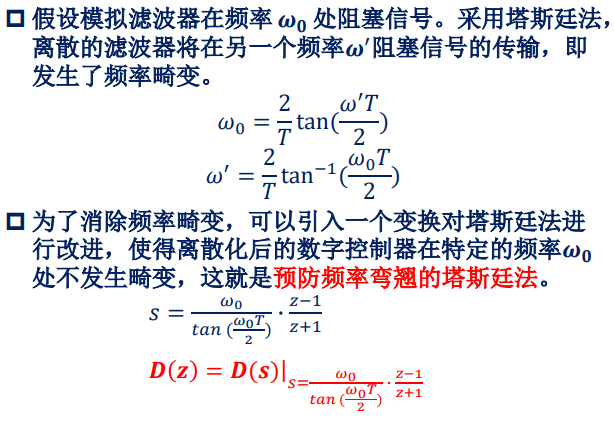 假设模拟滤波器在频率 ω₀ 处阻塞信号。采用塔斯廷法,
离散的滤波器将在另一个频率ω′阻塞信号的传输，即
发生了频率畸变。
ω₀ = 2/T tan(ω′T/2)
ω′ = 2/T tan⁻¹(ω₀T/2)
为了消除频率畸变，可以引入一个变换对塔斯廷法进
行改进，使得离散化后的数字控制器在特定的频率ω₀
处不发生畸变，这就是预防频率弯翘的塔斯廷法。
s = ω₀/tan (ω₀T/2) · z−1/z+1
D(z) = D(s)|s=ω₀/tan (ω₀T/2)·z−1/z+1